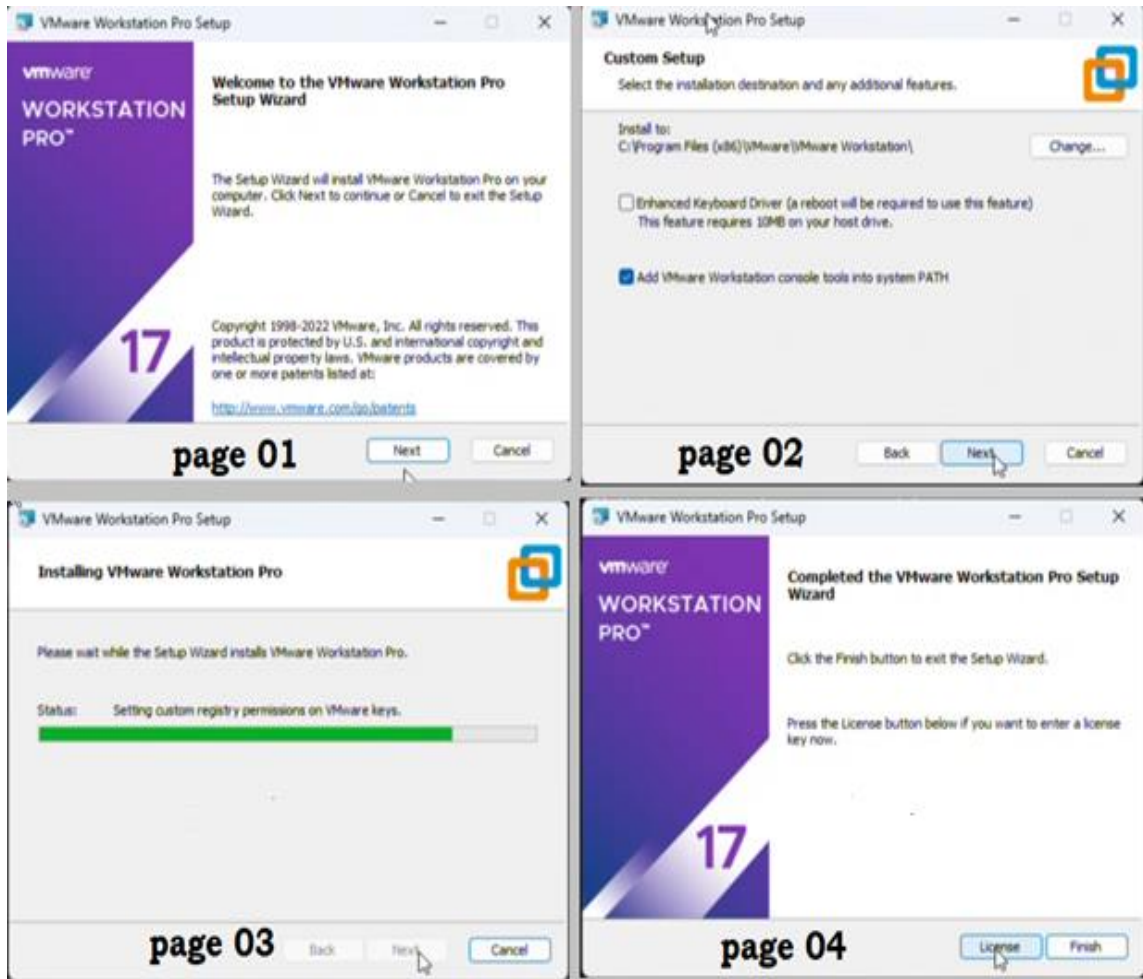 VMware Workstation Pro Setup
vmware
WORKSTATION
PRO™
Welcome to the VMware Workstation Pro
Setup Wizard
The Setup Wizard will install VMware Workstation Pro on your
computer. Click Next to continue or Cancel to exit the Setup
Wizard.
Copyright 1998-2022 VMware, Inc. All rights reserved. This
product is protected by U.S. and international copyright and
intellectual property laws. VMware products are covered by
one or more patents listed at:
http://www.vmware.com/go/patents
17
page 01
Next
Cancel
VMware Workstation Pro Setup
Custom Setup
Select the installation destination and any additional features.
Install to:
C:\Program Files (x86)\VMware\VMware Workstation\
Change...
Enhanced Keyboard Driver (a reboot will be required to use this feature)
This feature requires 10MB on your host drive.
Add VMware Workstation console tools into system PATH
page 02
Back
Next
Cancel
VMware Workstation Pro Setup
Installing VMware Workstation Pro
Please wait while the Setup Wizard installs VMware Workstation Pro.
Status: Setting custom registry permissions on VMware keys.
page 03
Back
Next
Cancel
VMware Workstation Pro Setup
vmware
WORKSTATION
PRO™
Completed the VMware Workstation Pro Setup
Wizard
Click the Finish button to exit the Setup Wizard.
Press the License button below if you want to enter a license
key now.
17
page 04
License
Finish